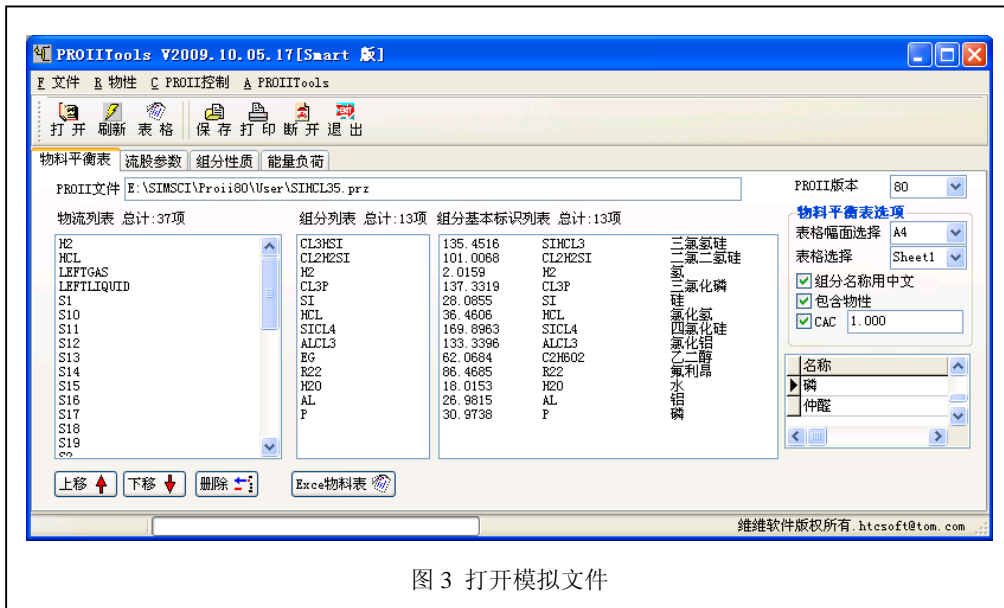 PROIITools V2009.10.05.17[Smart 版]
F 文件 R 物性 C PROII控制 A PROIITools
打开 刷新 表格 保存 打印 断开 退出
物料平衡表 流股参数 组分性质 能量负荷
PROII文件 E:\SIMSCI\Proii80\User\SIHCL35.prz
PROII版本 80
物流列表 总计:37项 组分列表 总计:13项 组分基本标识列表 总计:13项
H2
HCL
LEFTGAS
LEFTLIQUID
S1
S10
S11
S12
S13
S14
S15
S16
S17
S18
S19
CL3HSI
CL2H2SI
H2
CL3P
SI
HCL
SICL4
ALCL3
EG
R22
H2O
AL
P
135.4516 SIHCL3 三氯氢硅
101.0068 CL2H2SI 二氯二氢硅
2.0159 H2 氢
137.3319 CL3P 三氯化磷
28.0855 SI 硅
36.4606 HCL 氯化氢
169.8963 SICL4 四氯化硅
133.3396 ALCL3 氯化铝
62.0684 C2H6O2 乙二醇
86.4685 R22 氟利昂
18.0153 H2O 水
26.9815 AL 铝
30.9738 P 磷
物料平衡表选项
表格幅面选择 A4
表格选择 Sheet1
组分名称用中文
包含物性
CAC 1.000
名称
磷
仲醛
上移 下移 删除 Exce物料表
维维软件版权所有.htcsoft@tom.com
图 3 打开模拟文件